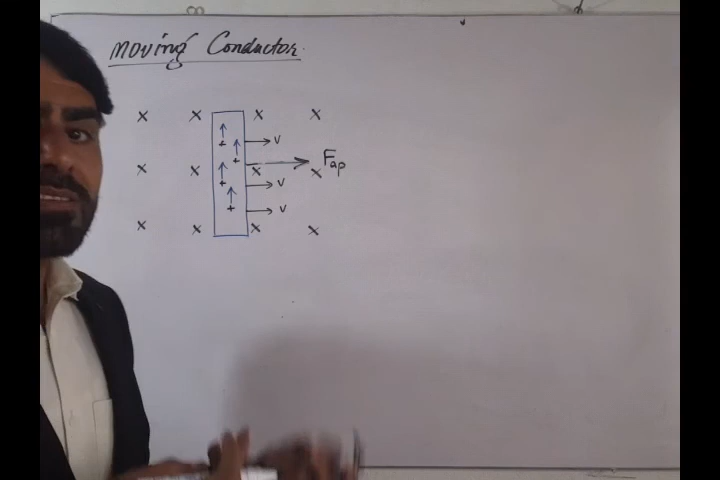 Moving Conductor.
x x x x
+ + v
x x x x Fap
+ v
+ v
x x x x